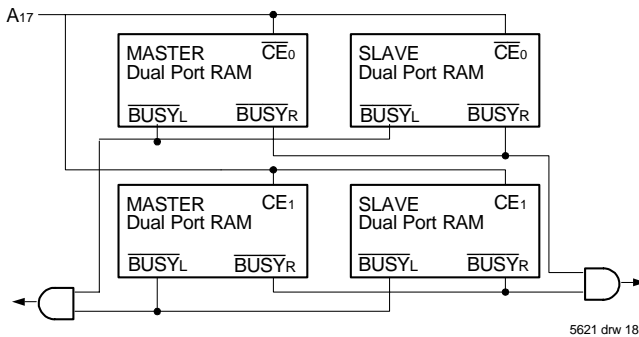 A17
MASTER
Dual Port RAM
CE0
BUSYL
BUSYR
SLAVE
Dual Port RAM
CE0
BUSYL
BUSYR
MASTER
Dual Port RAM
CE1
BUSYL
BUSYR
SLAVE
Dual Port RAM
CE1
BUSYL
BUSYR
5621 drw 18